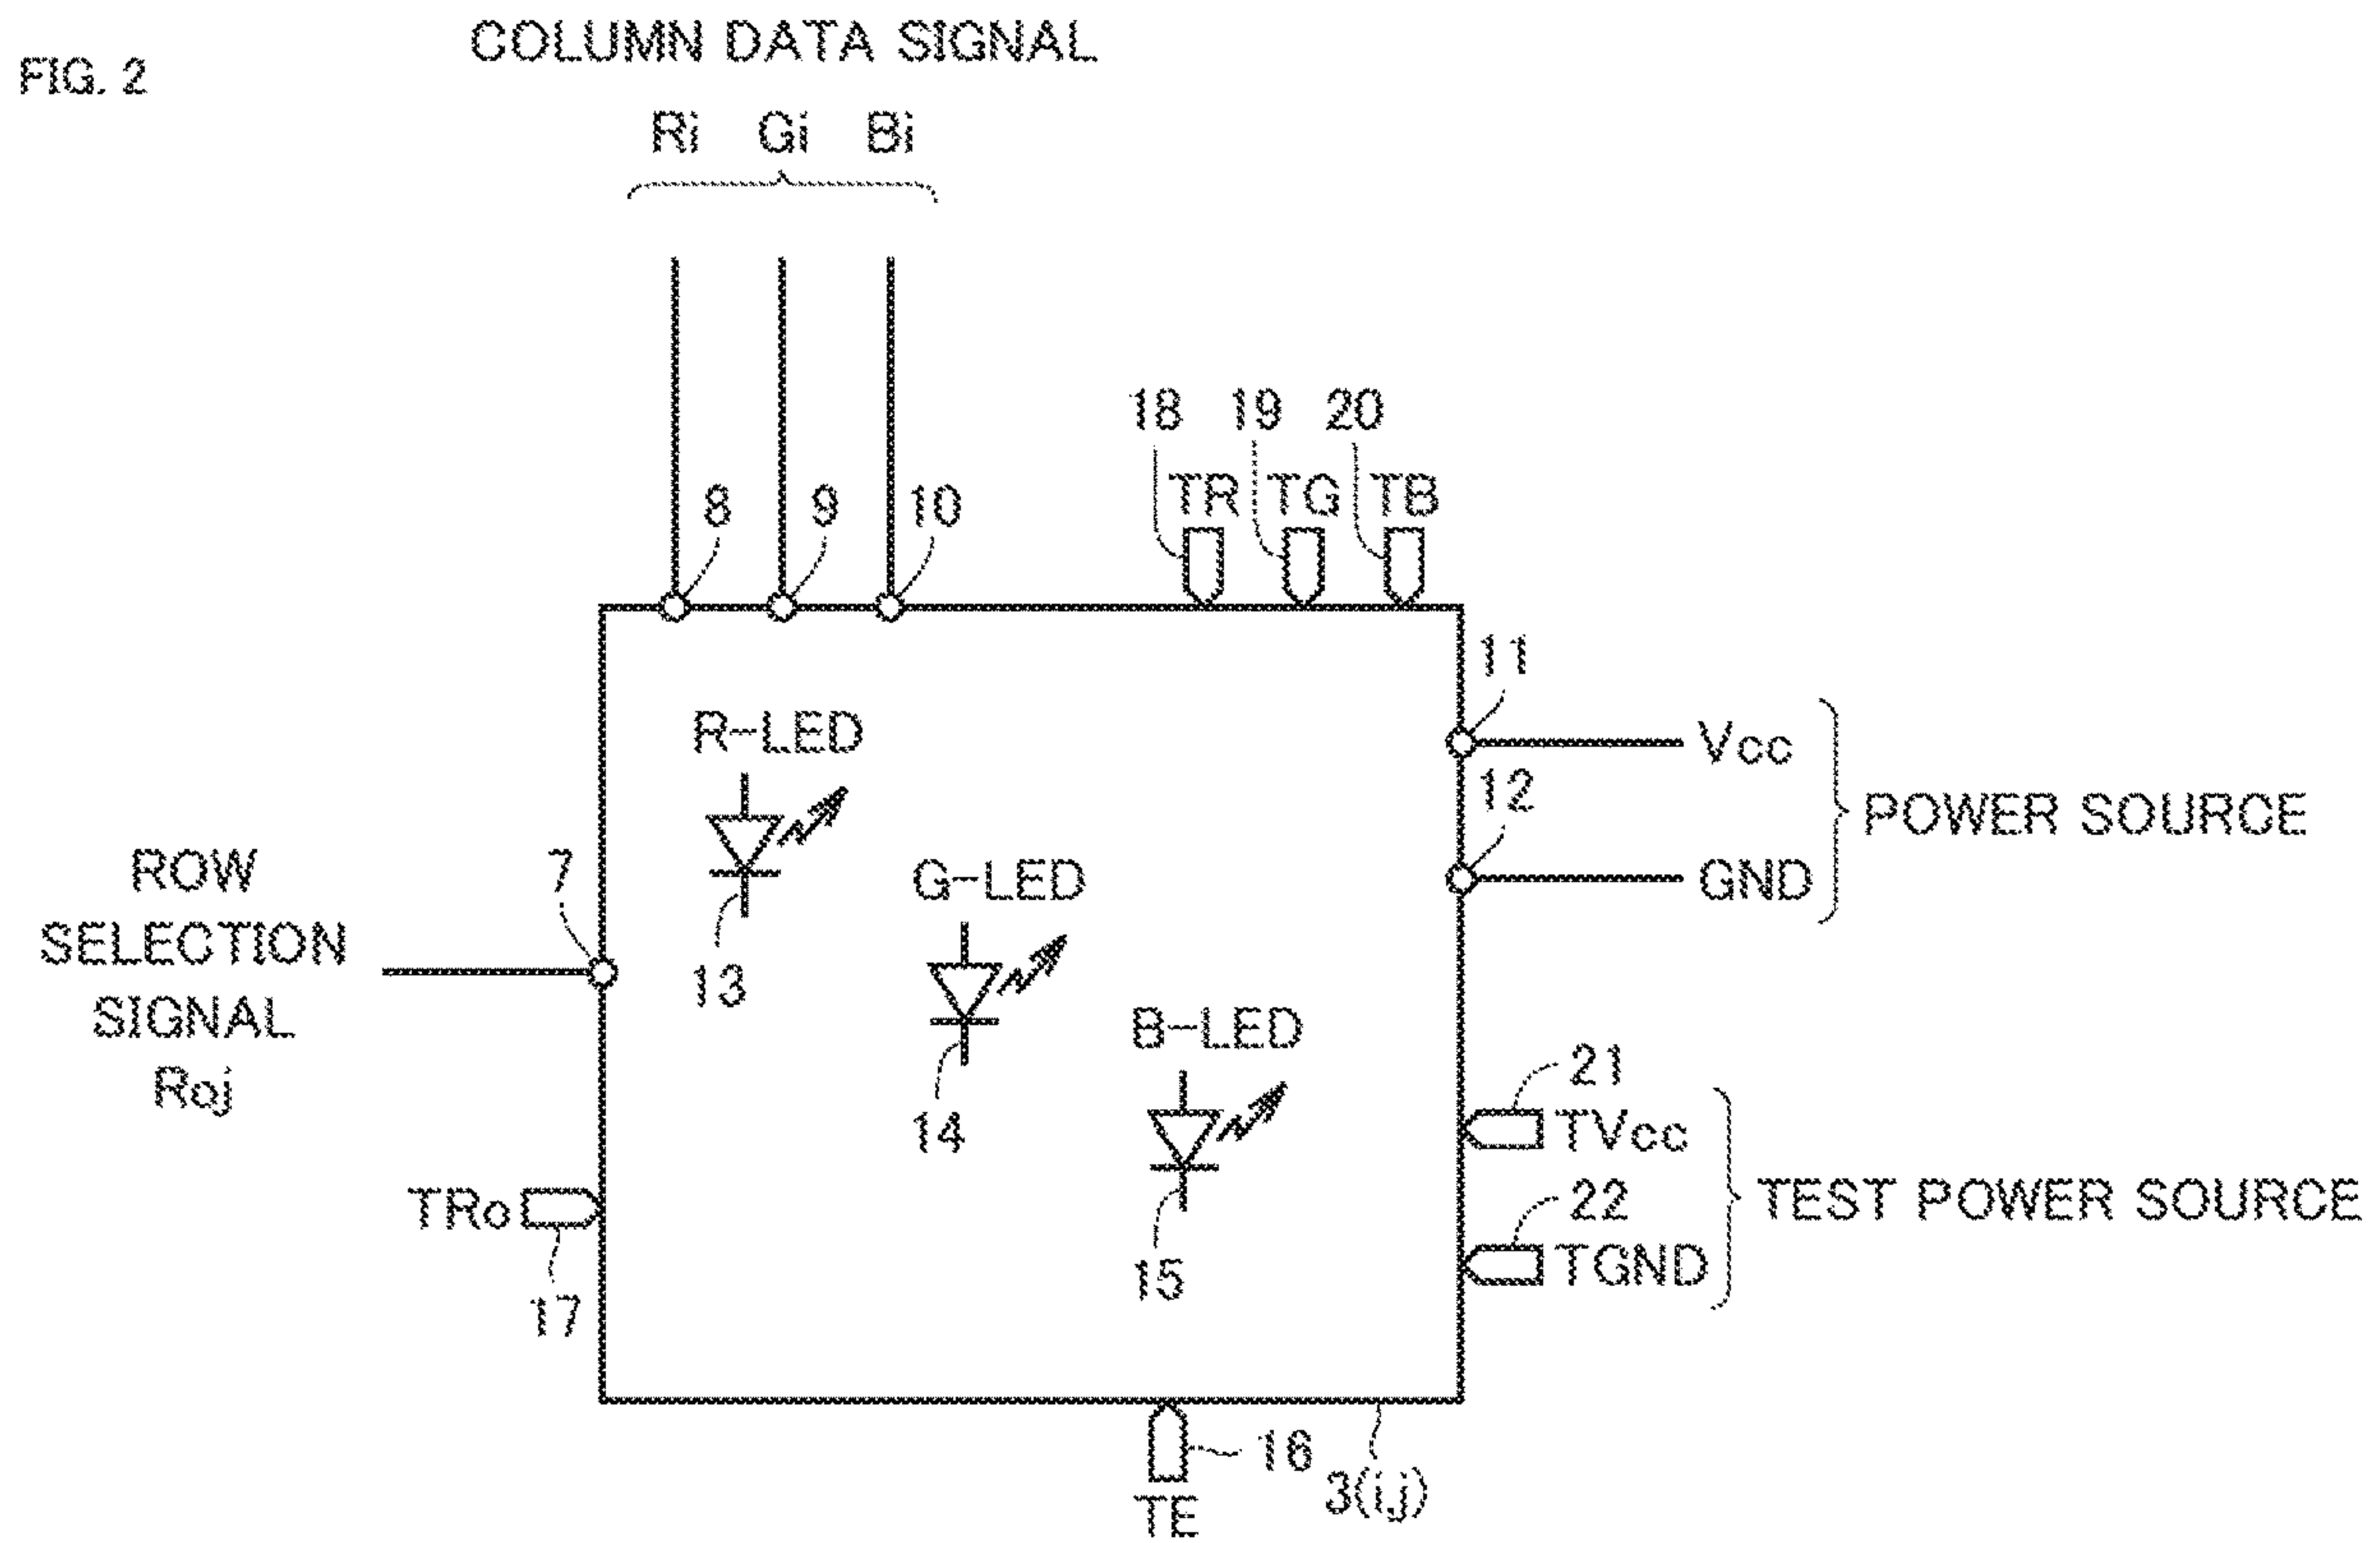 FIG. 2
COLUMN DATA SIGNAL
Ri Gi Bi
18 19 20
TR TG TB
8 9 10
11
R-LED
Vcc
12
POWER SOURCE
ROW
SELECTION
SIGNAL
Roj
7
G-LED
GND
13
B-LED
21
14
TVcc
TRo
22
TEST POWER SOURCE
15
TGND
17
16
3(ij)
TE